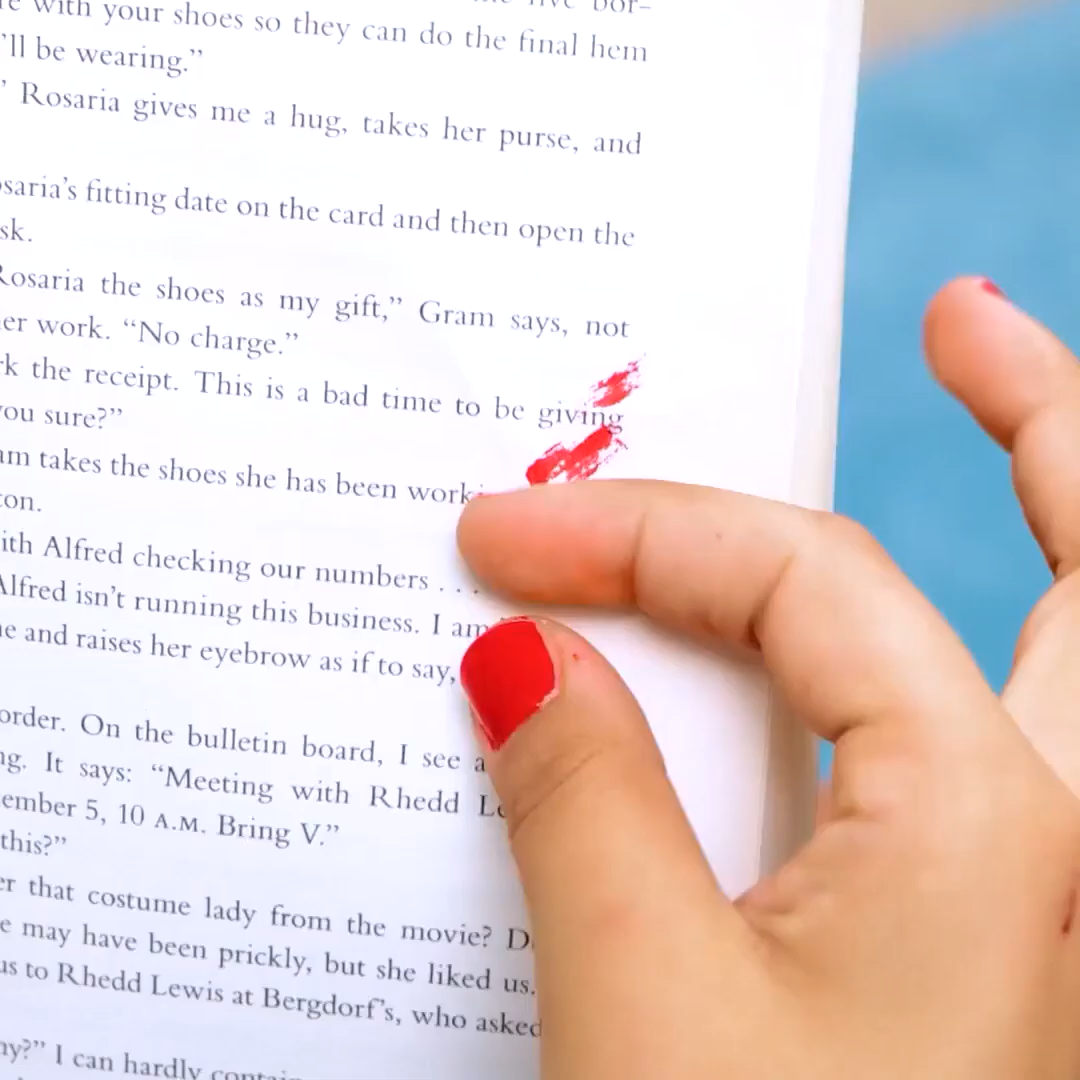 with your shoes so they can do the final hem
'll be wearing.”
” Rosaria gives me a hug, takes her purse, and
osaria's fitting date on the card and then open the
sk.
Rosaria the shoes as my gift,” Gram says, not
er work. “No charge.”
k the receipt. This is a bad time to be giving
you sure?”
am takes the shoes she has been work
ton.
ith Alfred checking our numbers . . .
Alfred isn't running this business. I am
e and raises her eyebrow as if to say,
order. On the bulletin board, I see a
ng. It says: “Meeting with Rhedd Le
ember 5, 10 A.M. Bring V.”
this?”
er that costume lady from the movie? D
e may have been prickly, but she liked us.
us to Rhedd Lewis at Bergdorf's, who asked
hy?” I can hardly